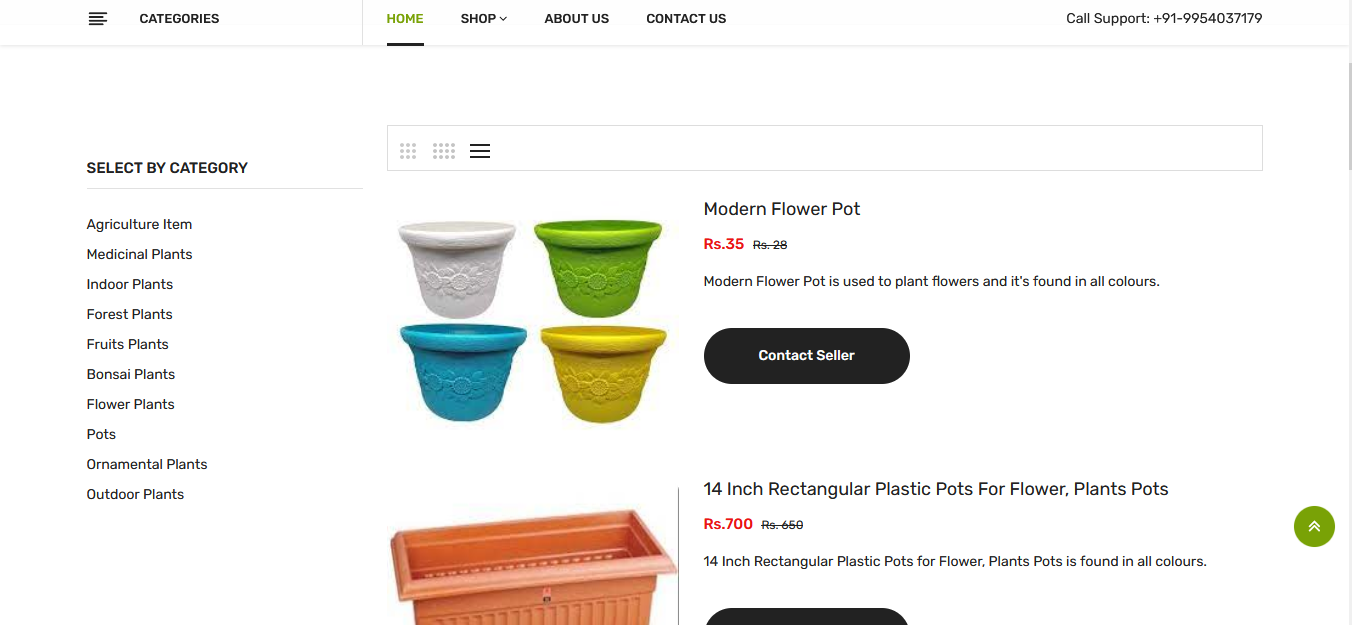 CATEGORIES
HOME
SHOP
ABOUT US
CONTACT US
Call Support: +91-9954037179
SELECT BY CATEGORY
Agriculture Item
Medicinal Plants
Indoor Plants
Forest Plants
Fruits Plants
Bonsai Plants
Flower Plants
Pots
Ornamental Plants
Outdoor Plants
Modern Flower Pot
Rs.35 Rs. 28
Modern Flower Pot is used to plant flowers and it's found in all colours.
Contact Seller
14 Inch Rectangular Plastic Pots For Flower, Plants Pots
Rs.700 Rs. 650
14 Inch Rectangular Plastic Pots for Flower, Plants Pots is found in all colours.